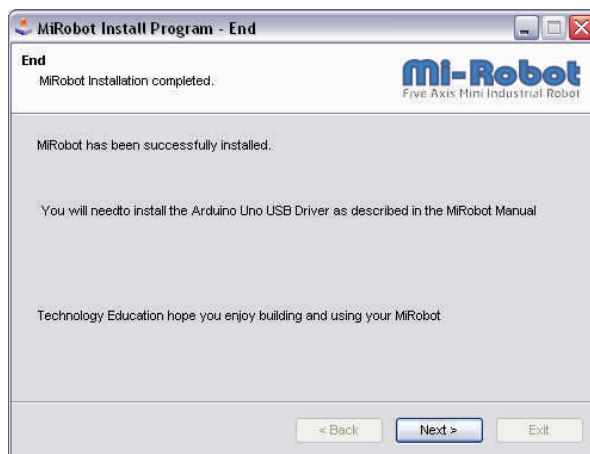 MiRobot Install Program - End
End
MiRobot Installation completed.
Mi-Robot
Five Axis Mini Industrial Robot
MiRobot has been successfully installed.
You will needto install the Arduino Uno USB Driver as described in the MiRobot Manual
Technology Education hope you enjoy building and using your MiRobot
< Back
Next >
Exit